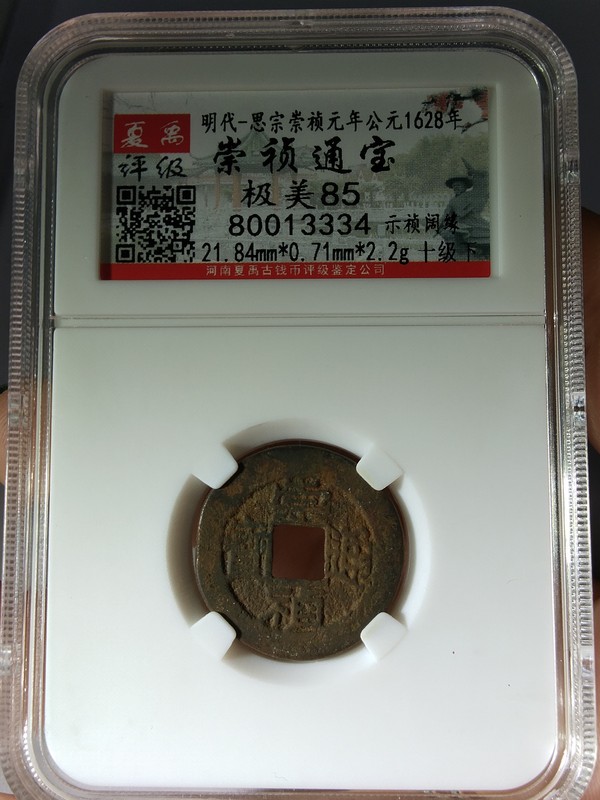 夏禹
评级
明代-思宗崇祯元年公元1628年
崇祯通宝
极美85
80013334 示祯阔缘
21.84mm*0.71mm*2.2g 十级下
河南夏禹古钱币评级鉴定公司